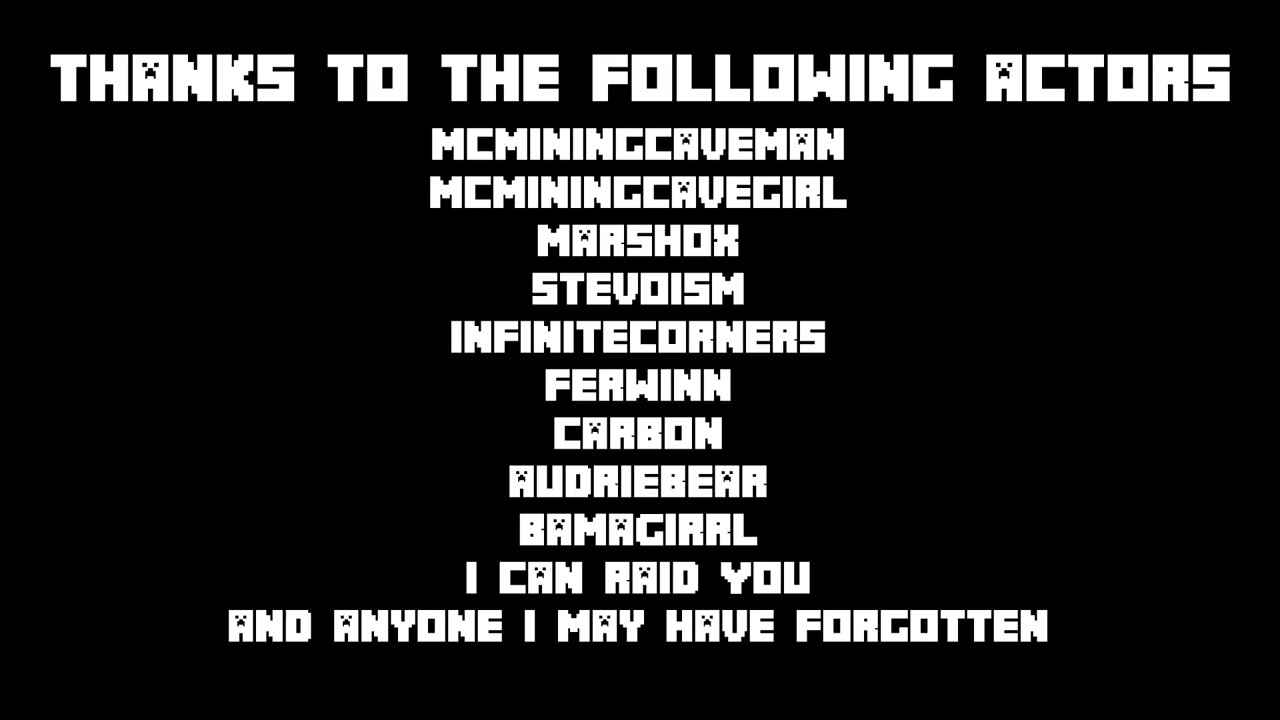 THANKS TO THE FOLLOWING ACTORS
MCMININGCAVEMAN
MCMININGCAVEGIRL
MARSHOX
STEVOISM
INFINITECORNERS
FERWINN
CARBON
AUDRIEBEAR
BAMAGIRRL
I CAN RAID YOU
AND ANYONE I MAY HAVE FORGOTTEN